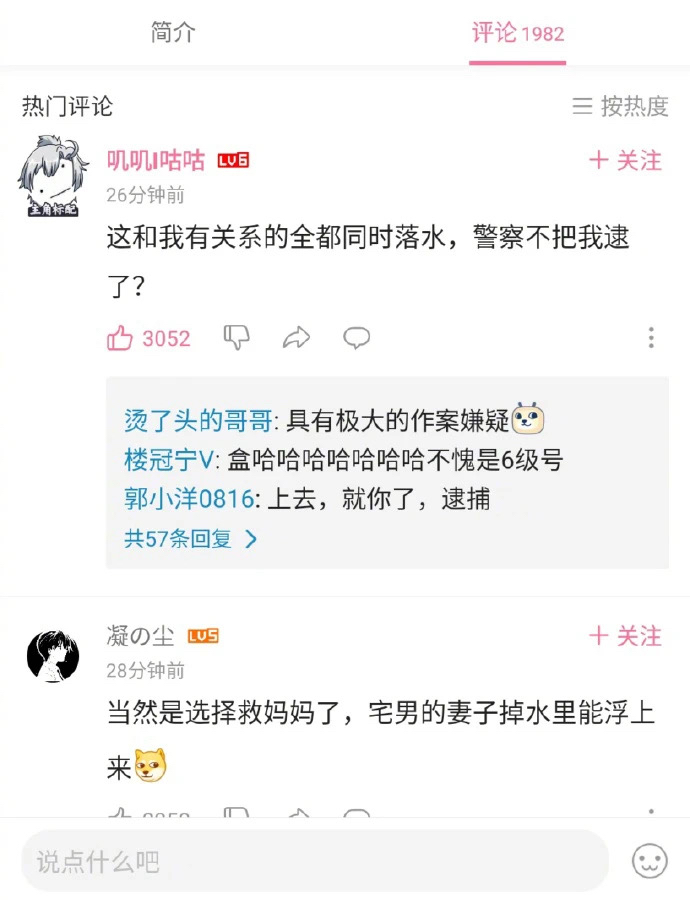 简介
评论 1982
热门评论
按热度
叽叽I咕咕 LV6
+ 关注
26分钟前
主角标配
这和我有关系的全都同时落水，警察不把我逮
了？
3052
烫了头的哥哥: 具有极大的作案嫌疑
楼冠宁V: 盒哈哈哈哈哈哈哈不愧是6级号
郭小洋0816: 上去，就你了，逮捕
共57条回复
凝の尘 LV5
+ 关注
28分钟前
当然是选择救妈妈了，宅男的妻子掉水里能浮上
来
说点什么吧